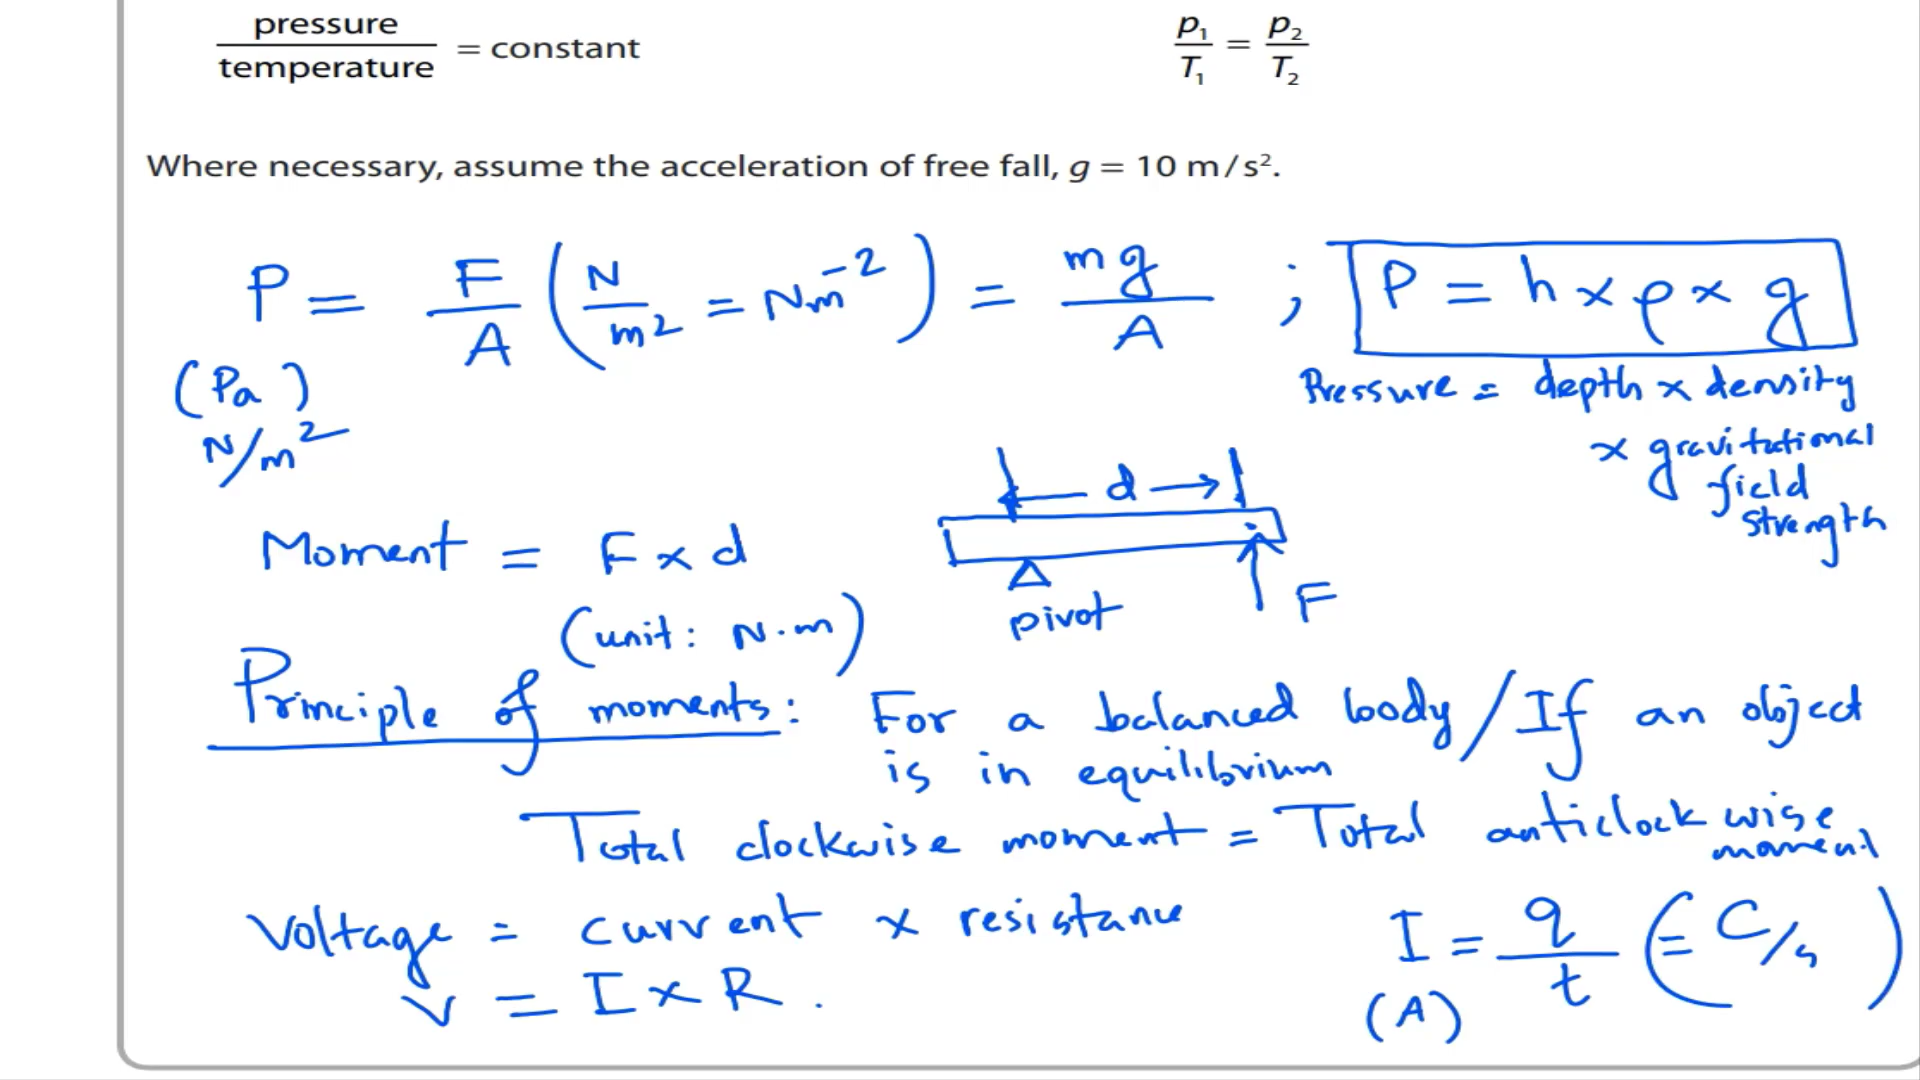 pressure / temperature = constant
p₁/T₁ = p₂/T₂
Where necessary, assume the acceleration of free fall, g = 10 m/s².
P = F/A (N/m² = Nm⁻²) = mg/A ; P = h × ρ × g
(Pa)
N/m²
Pressure = depth × density
× gravitational
field
strength
d
Moment = F × d
pivot
F
(unit: N·m)
Principle of moments: For a balanced body/If an object
is in equilibrium
Total clockwise moment = Total anticlockwise
moment
Voltage = current × resistance
V = I × R.
I = q/t (= C/s)
(A)